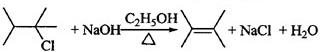 Cl + NaOH C₂H₅OH △ + NaCl + H₂O